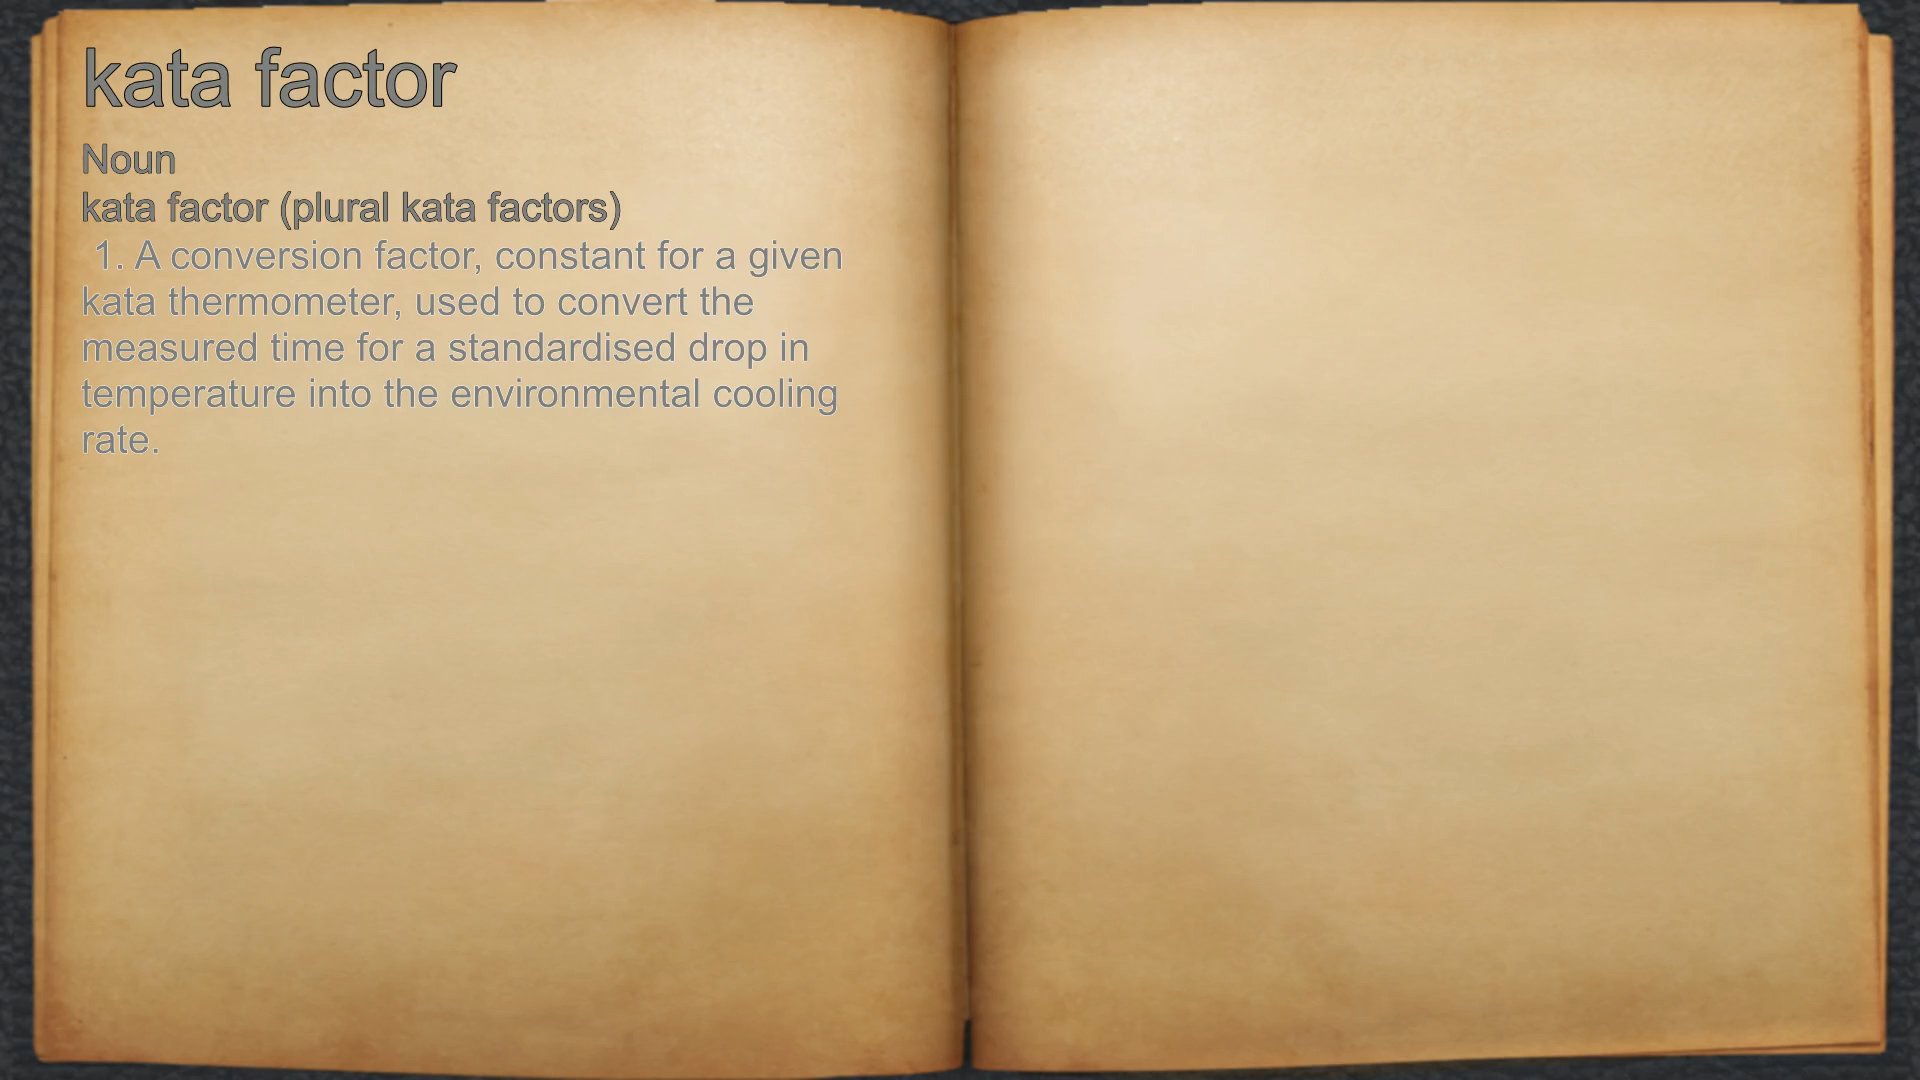 kata factor
Noun
kata factor (plural kata factors)
1. A conversion factor, constant for a given
kata thermometer, used to convert the
measured time for a standardised drop in
temperature into the environmental cooling
rate.